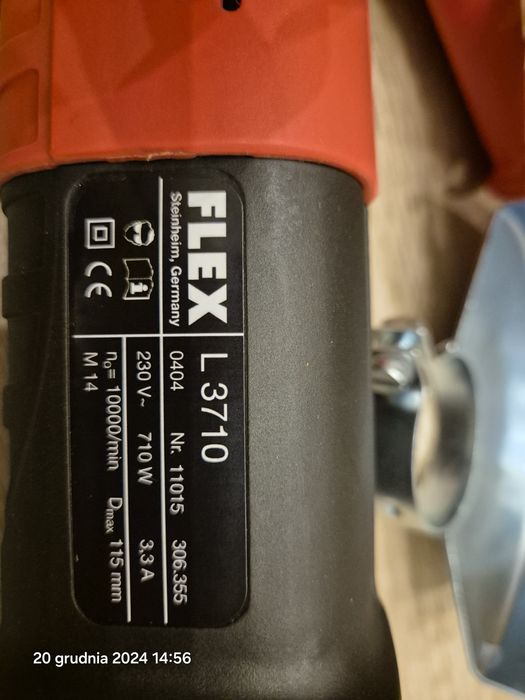 FLEX
Steinheim, Germany
L 3710
0404 Nr. 11015 306.355
230 V~ 710 W 3,3 A
n₀= 10000/min Dmax 115 mm
M 14
CE
20 grudnia 2024 14:56